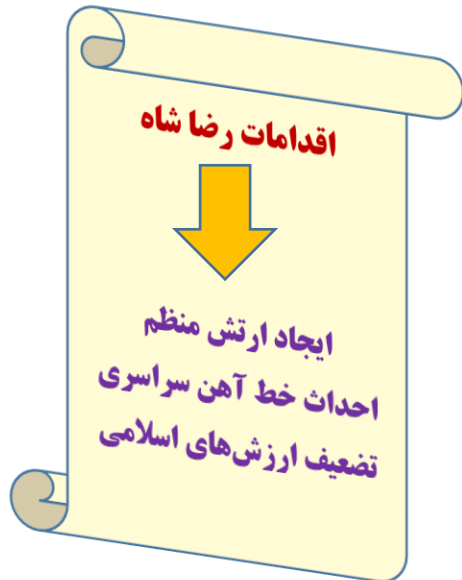 اقدامات رضا شاه
ایجاد ارتش منظم
احداث خط آهن سراسری
تضعیف ارزش‌های اسلامی